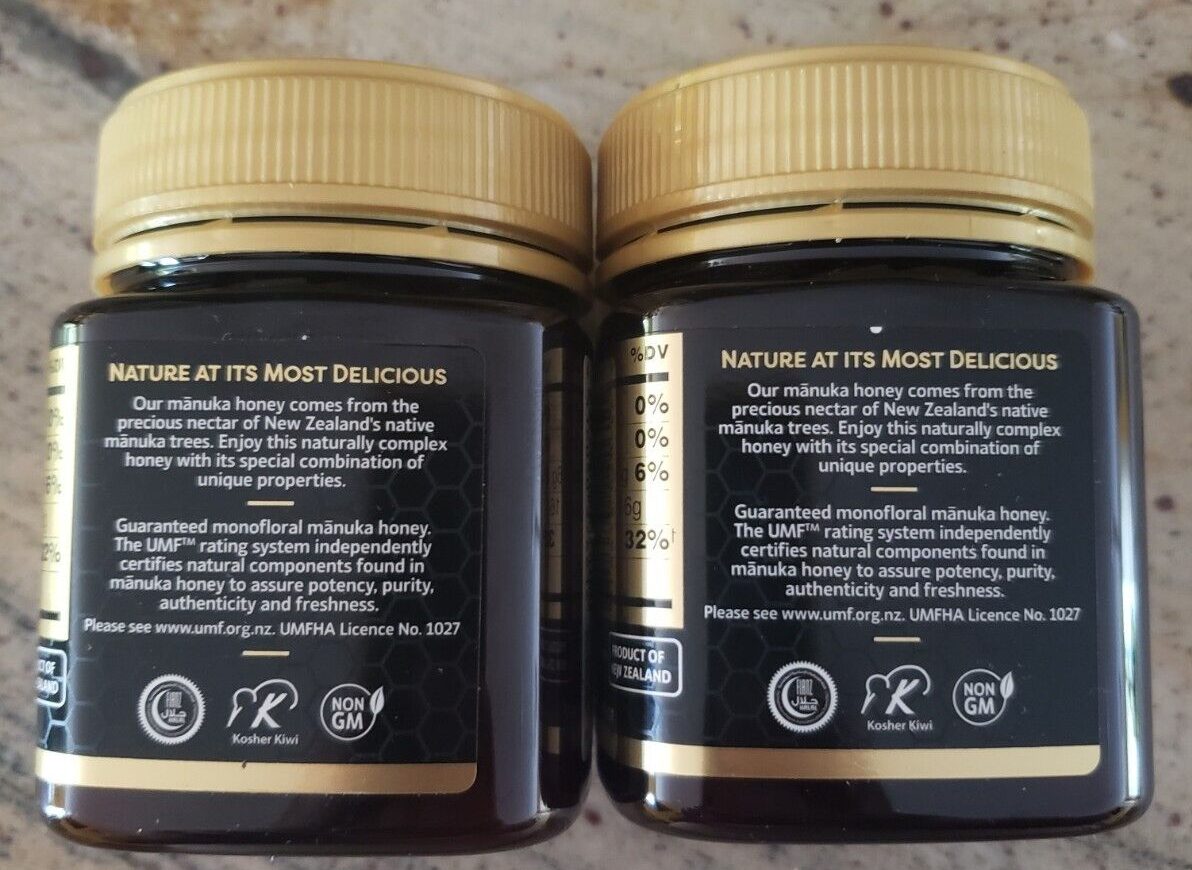 NATURE AT ITS MOST DELICIOUS
Our mānuka honey comes from the
precious nectar of New Zealand's native
mānuka trees. Enjoy this naturally complex
honey with its special combination of
unique properties.
Guaranteed monofloral mānuka honey.
The UMF™ rating system independently
certifies natural components found in
mānuka honey to assure potency, purity,
authenticity and freshness.
Please see www.umf.org.nz. UMFHA Licence No. 1027
FIANZ
حلال
HALAL
K
Kosher Kiwi
NON
GM
%DV
0%
0%
6%
6g
32%†
PRODUCT OF
NEW ZEALAND
NATURE AT ITS MOST DELICIOUS
Our mānuka honey comes from the
precious nectar of New Zealand's native
mānuka trees. Enjoy this naturally complex
honey with its special combination of
unique properties.
Guaranteed monofloral mānuka honey.
The UMF™ rating system independently
certifies natural components found in
mānuka honey to assure potency, purity,
authenticity and freshness.
Please see www.umf.org.nz. UMFHA Licence No. 1027
FIANZ
حلال
HALAL
K
Kosher Kiwi
NON
GM